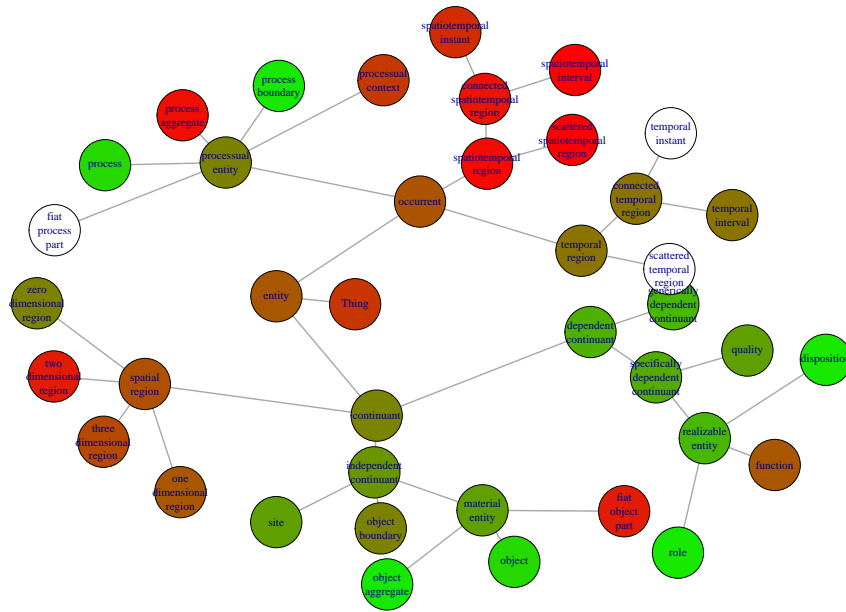 spatiotemporal
instant
process
boundary
processual
context
spatiotemporal
interval
connected
spatiotemporal
region
process
aggregate
temporal
instant
scattered
spatiotemporal
region
process
processual
entity
spatiotemporal
region
connected
temporal
region
occurrent
temporal
interval
fiat
process
part
temporal
region
scattered
temporal
region
zero
dimensional
region
entity
Thing
generically
dependent
continuant
dependent
continuant
quality
disposition
two
dimensional
region
spatial
region
specifically
dependent
continuant
continuant
three
dimensional
region
realizable
entity
independent
continuant
function
one
dimensional
region
material
entity
fiat
object
part
site
object
boundary
role
object
object
aggregate